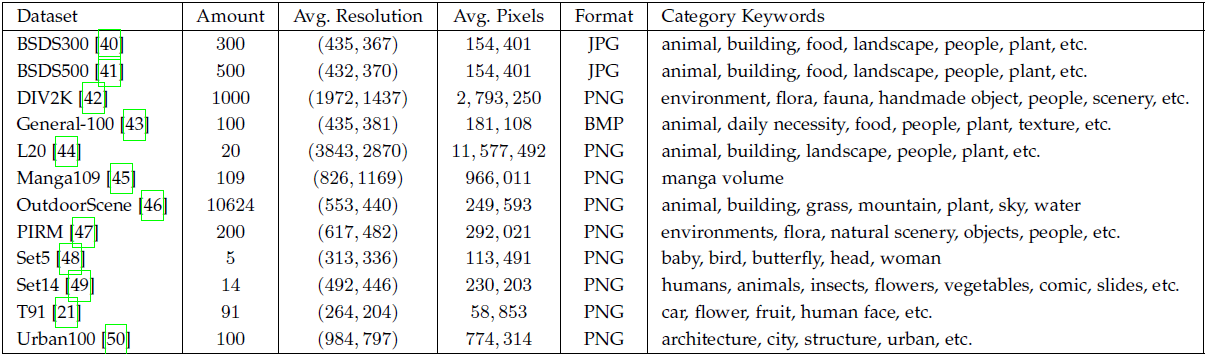 Dataset Amount Avg. Resolution Avg. Pixels Format Category Keywords
BSDS300 [40] 300 (435, 367) 154, 401 JPG animal, building, food, landscape, people, plant, etc.
BSDS500 [41] 500 (432, 370) 154, 401 JPG animal, building, food, landscape, people, plant, etc.
DIV2K [42] 1000 (1972, 1437) 2, 793, 250 PNG environment, flora, fauna, handmade object, people, scenery, etc.
General-100 [43] 100 (435, 381) 181, 108 BMP animal, daily necessity, food, people, plant, texture, etc.
L20 [44] 20 (3843, 2870) 11, 577, 492 PNG animal, building, landscape, people, plant, etc.
Manga109 [45] 109 (826, 1169) 966, 011 PNG manga volume
OutdoorScene [46] 10624 (553, 440) 249, 593 PNG animal, building, grass, mountain, plant, sky, water
PIRM [47] 200 (617, 482) 292, 021 PNG environments, flora, natural scenery, objects, people, etc.
Set5 [48] 5 (313, 336) 113, 491 PNG baby, bird, butterfly, head, woman
Set14 [49] 14 (492, 446) 230, 203 PNG humans, animals, insects, flowers, vegetables, comic, slides, etc.
T91 [21] 91 (264, 204) 58, 853 PNG car, flower, fruit, human face, etc.
Urban100 [50] 100 (984, 797) 774, 314 PNG architecture, city, structure, urban, etc.